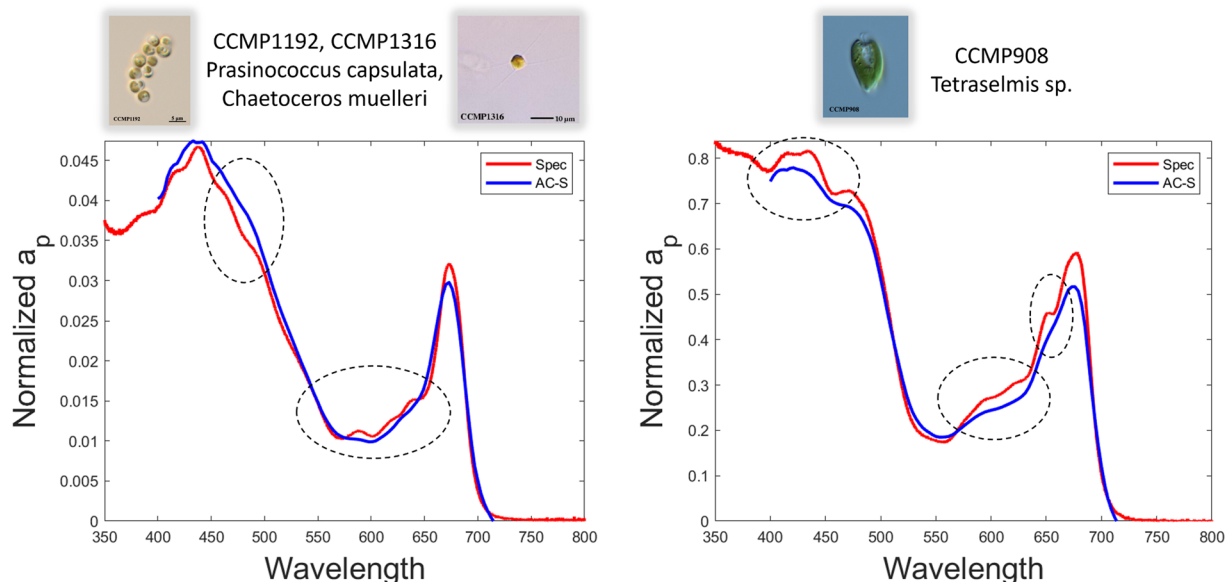 CCMP1192, CCMP1316
Prasinococcus capsulata,
Chaetoceros muelleri
CCMP1192
5 µm
CCMP1316
10 µm
CCMP908
Tetraselmis sp.
CCMP908
Normalized a_p
0.045
0.04
0.035
0.03
0.025
0.02
0.015
0.01
0.005
0
350 400 450 500 550 600 650 700 750 800
Wavelength
Spec
AC-S
Normalized a_p
0.8
0.7
0.6
0.5
0.4
0.3
0.2
0.1
0
350 400 450 500 550 600 650 700 750 800
Wavelength
Spec
AC-S